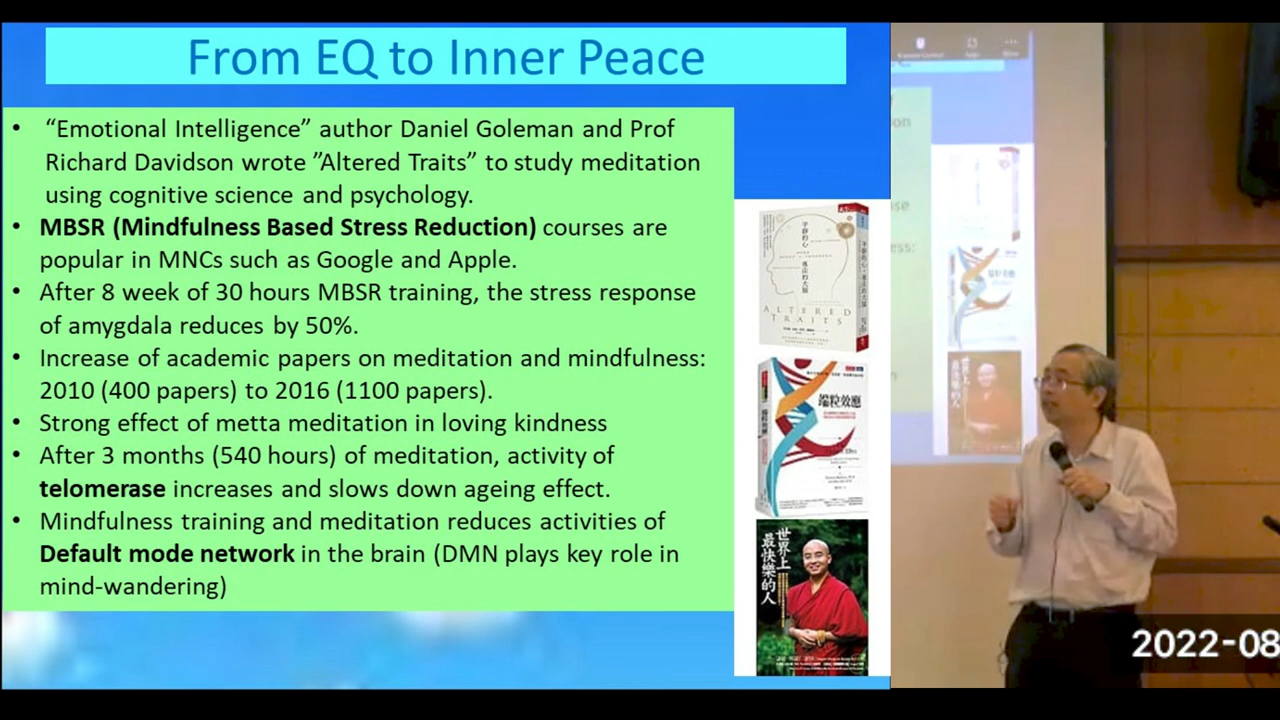 From EQ to Inner Peace
• “Emotional Intelligence” author Daniel Goleman and Prof
Richard Davidson wrote ”Altered Traits” to study meditation
using cognitive science and psychology.
• MBSR (Mindfulness Based Stress Reduction) courses are
popular in MNCs such as Google and Apple.
• After 8 week of 30 hours MBSR training, the stress response
of amygdala reduces by 50%.
• Increase of academic papers on meditation and mindfulness:
2010 (400 papers) to 2016 (1100 papers).
• Strong effect of metta meditation in loving kindness
• After 3 months (540 hours) of meditation, activity of
telomerase increases and slows down ageing effect.
• Mindfulness training and meditation reduces activities of
Default mode network in the brain (DMN plays key role in
mind-wandering)
ALTERED
TRAITS
端粒效應
世界上
最快樂的人
2022-08